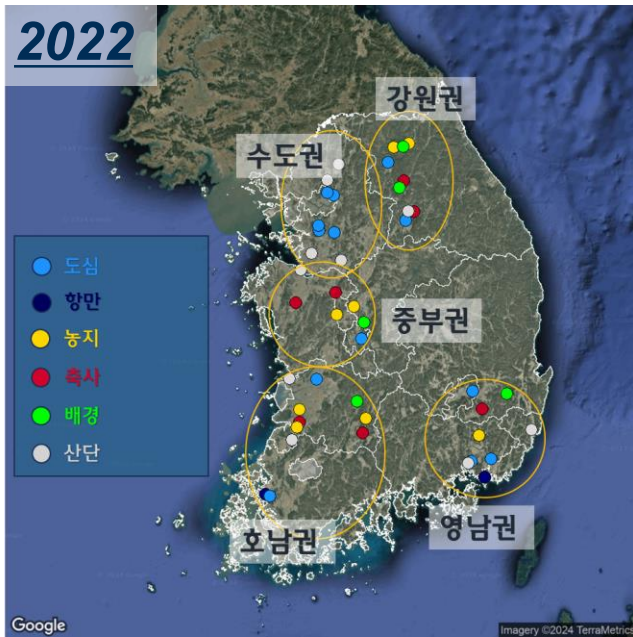 2022
강원권
수도권
도심
항만
농지
축사
배경
산단
중부권
호남권
영남권
Google
Imagery ©2024 TerraMetrics